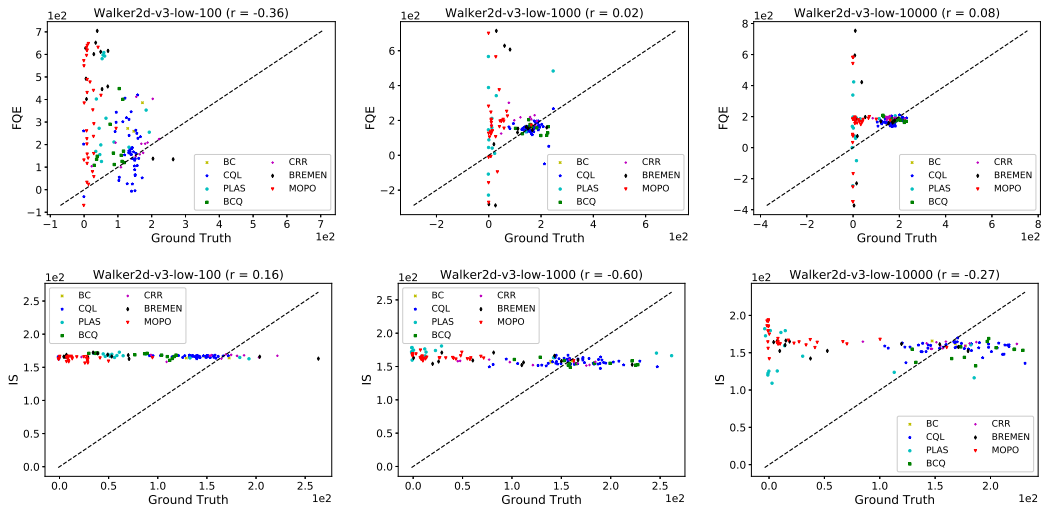 Walker2d-v3-low-100 (r = -0.36)
1e2
7
6
5
4
3
2
1
0
−1
FQE
BC
CQL
PLAS
BCQ
CRR
BREMEN
MOPO
−1 0 1 2 3 4 5 6 7
Ground Truth
1e2
Walker2d-v3-low-1000 (r = 0.02)
1e2
6
4
2
0
−2
FQE
BC
CQL
PLAS
BCQ
CRR
BREMEN
MOPO
−2 0 2 4 6
Ground Truth
1e2
Walker2d-v3-low-10000 (r = 0.08)
1e2
8
6
4
2
0
−2
−4
FQE
BC
CQL
PLAS
BCQ
CRR
BREMEN
MOPO
−4 −2 0 2 4 6 8
Ground Truth
1e2
Walker2d-v3-low-100 (r = 0.16)
1e2
2.5
2.0
1.5
1.0
0.5
0.0
IS
BC
CQL
PLAS
BCQ
CRR
BREMEN
MOPO
0.0 0.5 1.0 1.5 2.0 2.5
Ground Truth
1e2
Walker2d-v3-low-1000 (r = -0.60)
1e2
2.5
2.0
1.5
1.0
0.5
0.0
IS
BC
CQL
PLAS
BCQ
CRR
BREMEN
MOPO
0.0 0.5 1.0 1.5 2.0 2.5
Ground Truth
1e2
Walker2d-v3-low-10000 (r = -0.27)
1e2
2.0
1.5
1.0
0.5
0.0
IS
BC
CQL
PLAS
BCQ
CRR
BREMEN
MOPO
0.0 0.5 1.0 1.5 2.0
Ground Truth
1e2